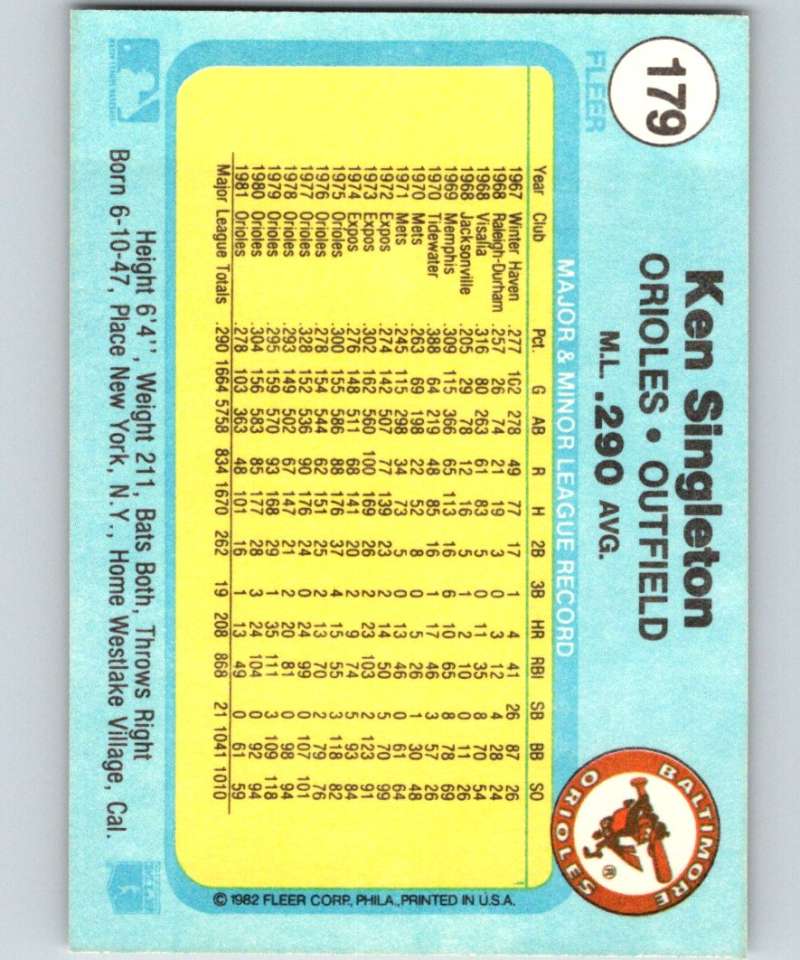 179
FLEER
Ken Singleton
ORIOLES • OUTFIELD
M.L. .290 AVG.
BALTIMORE ORIOLES ®
MAJOR & MINOR LEAGUE RECORD
Year Club Pct. G AB R H 2B 3B HR RBI SB BB SO
1967 Winter Haven .277 102 278 49 77 17 1 4 41 26 87 26
1968 Raleigh-Durham .257 26 74 21 19 3 0 3 12 4 28 24
1968 Visalia .316 80 263 61 83 5 3 11 35 8 70 54
1968 Jacksonville .205 29 78 12 16 5 1 2 10 0 11 26
1969 Memphis .309 115 366 65 113 16 6 10 65 8 78 69
1970 Tidewater .388 64 219 48 85 16 1 17 46 3 57 26
1970 Mets .263 69 198 22 52 8 0 5 26 1 30 48
1971 Mets .245 115 298 34 73 5 0 13 46 0 61 64
1972 Expos .274 142 507 77 139 23 2 14 50 5 70 99
1973 Expos .302 162 560 100 169 26 2 23 103 2 123 91
1974 Expos .276 148 511 68 141 20 2 9 74 5 93 84
1975 Orioles .300 155 586 88 176 37 4 15 55 3 118 82
1976 Orioles .278 154 544 62 151 25 2 13 70 2 79 76
1977 Orioles .328 152 536 90 176 24 0 24 99 0 107 101
1978 Orioles .293 149 502 67 147 21 2 20 81 0 98 94
1979 Orioles .295 159 570 93 168 29 1 35 111 3 109 118
1980 Orioles .304 156 583 85 177 28 3 24 104 0 92 94
1981 Orioles .278 103 363 48 101 16 1 13 49 0 61 59
Major League Totals .290 1664 5758 834 1670 262 19 208 868 21 1041 1010
© 1982 FLEER CORP., PHILA., PRINTED IN U.S.A.
Height 6'4'', Weight 211, Bats Both, Throws Right
Born 6-10-47, Place New York, N.Y., Home Westlake Village, Cal.